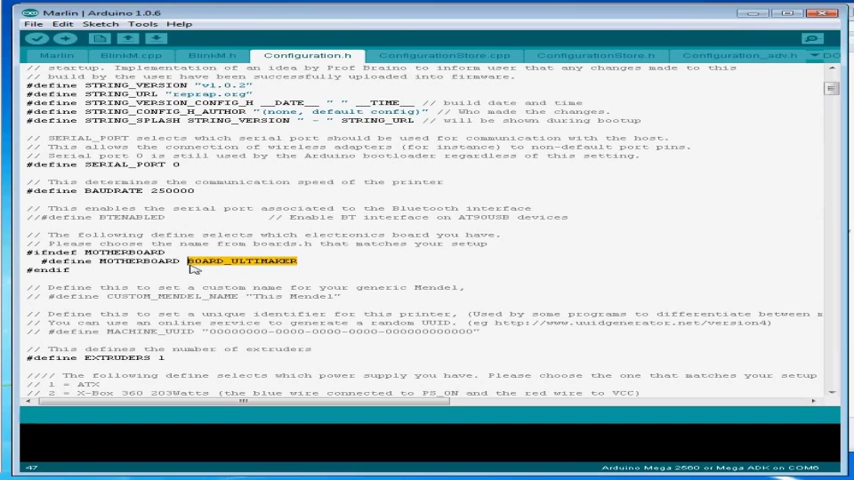 Marlin | Arduino 1.0.6
File Edit Sketch Tools Help
Marlin BlinkM.cpp BlinkM.h Configuration.h ConfigurationStore.cpp ConfigurationStore.h Configuration_adv.h DO
// startup. Implementation of an idea by Prof Braino to inform user that any changes made to this
// build by the user have been successfully uploaded into firmware.
#define STRING_VERSION "v1.0.2"
#define STRING_URL "reprap.org"
#define STRING_VERSION_CONFIG_H __DATE__ " " __TIME__ // build date and time
#define STRING_CONFIG_H_AUTHOR "(none, default config)" // Who made the changes.
#define STRING_SPLASH STRING_VERSION " - " STRING_URL // will be shown during bootup
// SERIAL_PORT selects which serial port should be used for communication with the host.
// This allows the connection of wireless adapters (for instance) to non-default port pins.
// Serial port 0 is still used by the Arduino bootloader regardless of this setting.
#define SERIAL_PORT 0
// This determines the communication speed of the printer
#define BAUDRATE 250000
// This enables the serial port associated to the Bluetooth interface
//#define BTENABLED // Enable BT interface on AT90USB devices
// The following define selects which electronics board you have.
// Please choose the name from boards.h that matches your setup
#ifndef MOTHERBOARD
#define MOTHERBOARD BOARD_ULTIMAKER
#endif
// Define this to set a custom name for your generic Mendel,
// #define CUSTOM_MENDEL_NAME "This Mendel"
// Define this to set a unique identifier for this printer, (Used by some programs to differentiate between m
// You can use an online service to generate a random UUID. (eg http://www.uuidgenerator.net/version4)
// #define MACHINE_UUID "00000000-0000-0000-0000-000000000000"
// This defines the number of extruders
#define EXTRUDERS 1
//// The following define selects which power supply you have. Please choose the one that matches your setup
// 1 = ATX
// 2 = X-Box 360 203Watts (the blue wire connected to PS_ON and the red wire to VCC)
47 Arduino Mega 2560 or Mega ADK on COM6